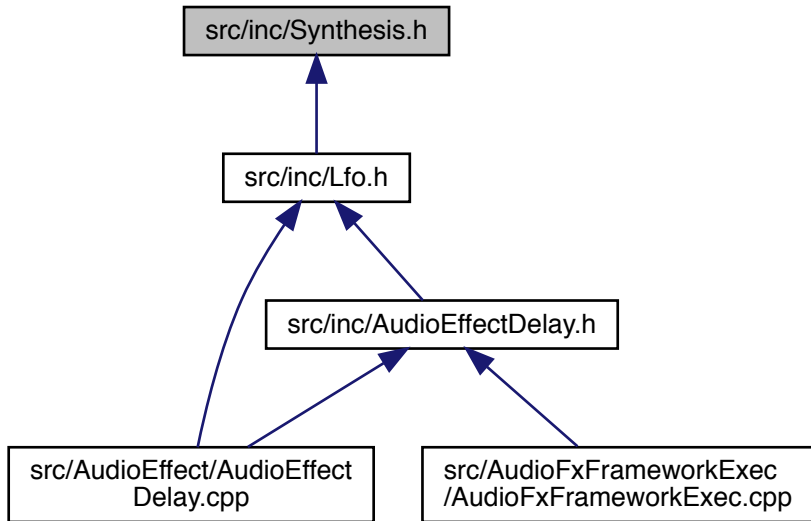 src/inc/Synthesis.h
src/inc/Lfo.h
src/inc/AudioEffectDelay.h
src/AudioEffect/AudioEffect
Delay.cpp
src/AudioFxFrameworkExec
/AudioFxFrameworkExec.cpp